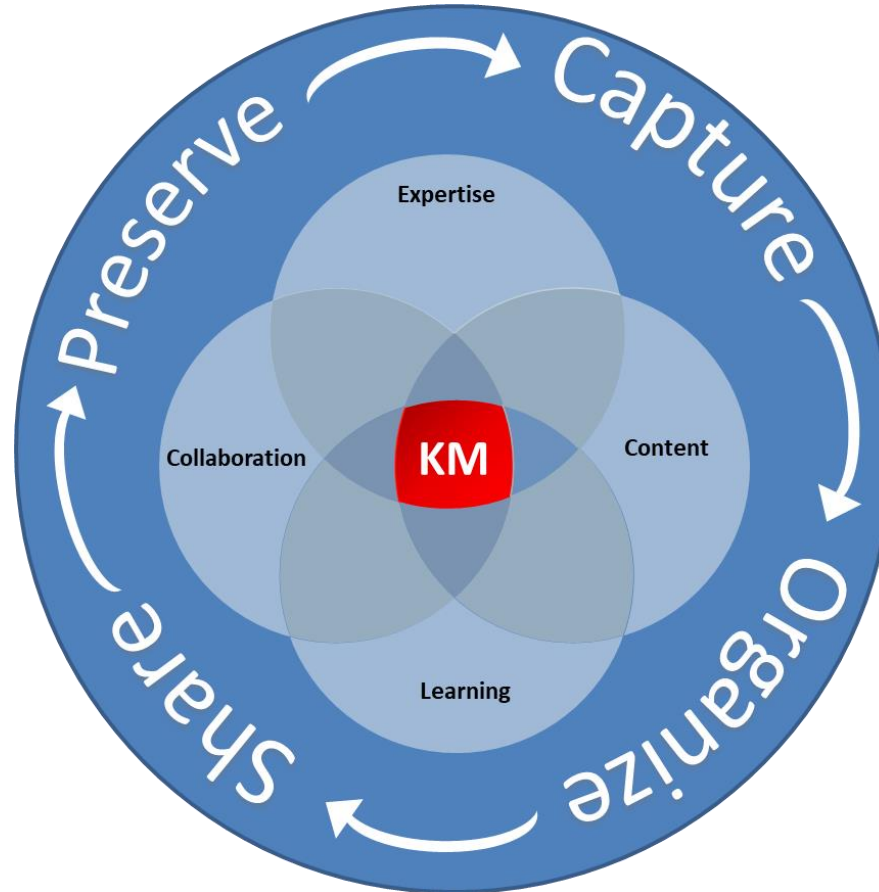 Preserve
Capture
Expertise
Collaboration
KM
Content
Learning
Share
Organize